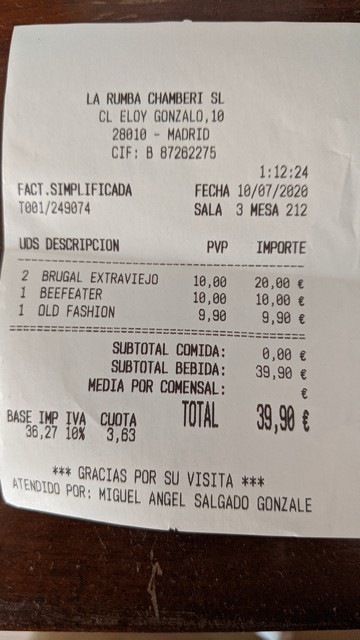 LA RUMBA CHAMBERI SL
CL ELOY GONZALO,10
28010 - MADRID
CIF: B 87262275
1:12:24
FACT.SIMPLIFICADA FECHA 10/07/2020
T001/249074 SALA 3 MESA 212
UDS DESCRIPCION PVP IMPORTE
2 BRUGAL EXTRAVIEJO 10,00 20,00 €
1 BEEFEATER 10,00 10,00 €
1 OLD FASHION 9,90 9,90 €
SUBTOTAL COMIDA: 0,00 €
SUBTOTAL BEBIDA: 39,90 €
MEDIA POR COMENSAL: €
BASE IMP IVA CUOTA TOTAL 39,90 €
36,27 10% 3,63
*** GRACIAS POR SU VISITA ***
ATENDIDO POR: MIGUEL ANGEL SALGADO GONZALE